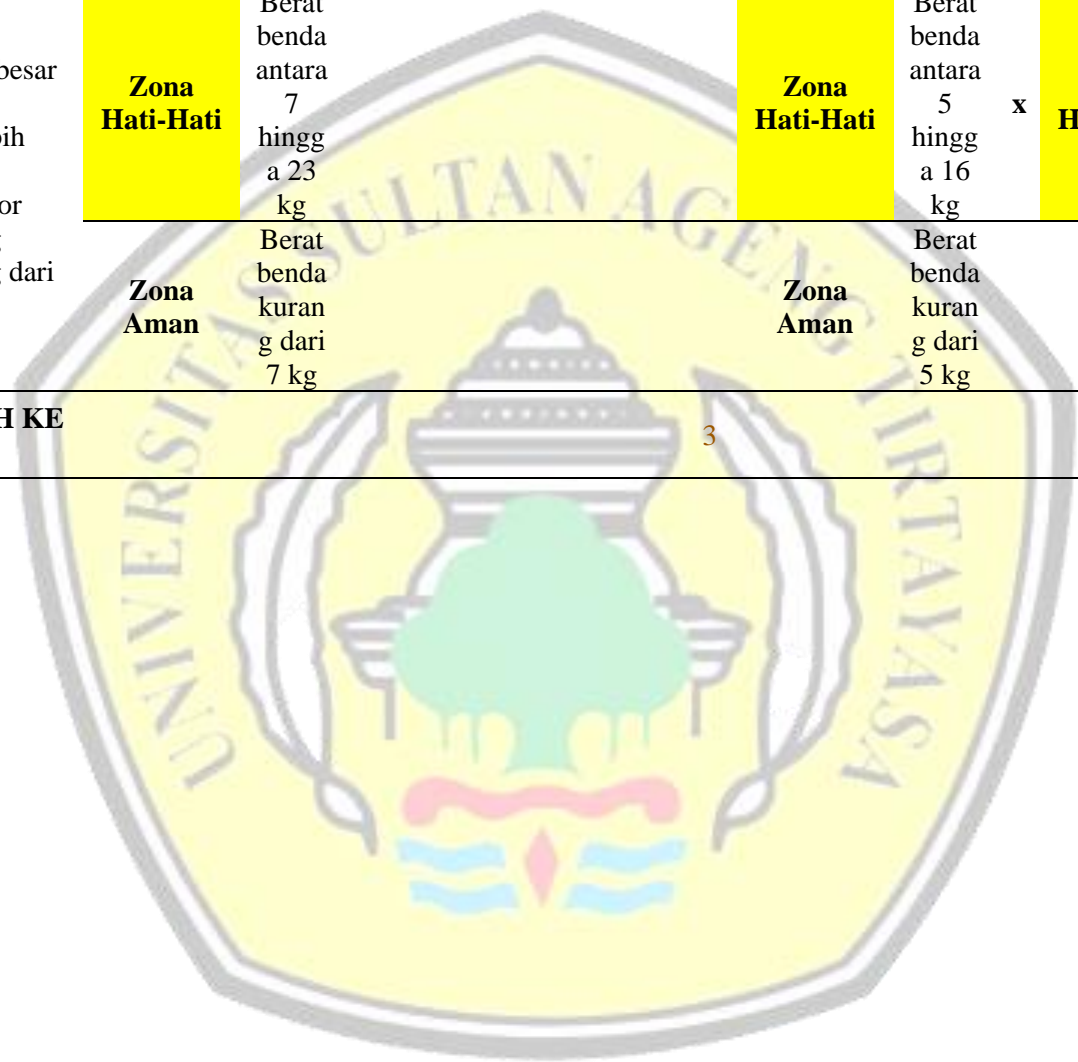 besar
ih
or
g
g dari
Zona
Hati-Hati
Berat
benda
antara
7
hingg
a 23
kg
Zona
Hati-Hati
Berat
benda
antara
5
hingg
a 16
kg
x
H
Zona
Aman
Berat
benda
kuran
g dari
7 kg
Zona
Aman
Berat
benda
kuran
g dari
5 kg
H KE
3
UNIVERSITAS SULTAN AGENG TIRTAYASA